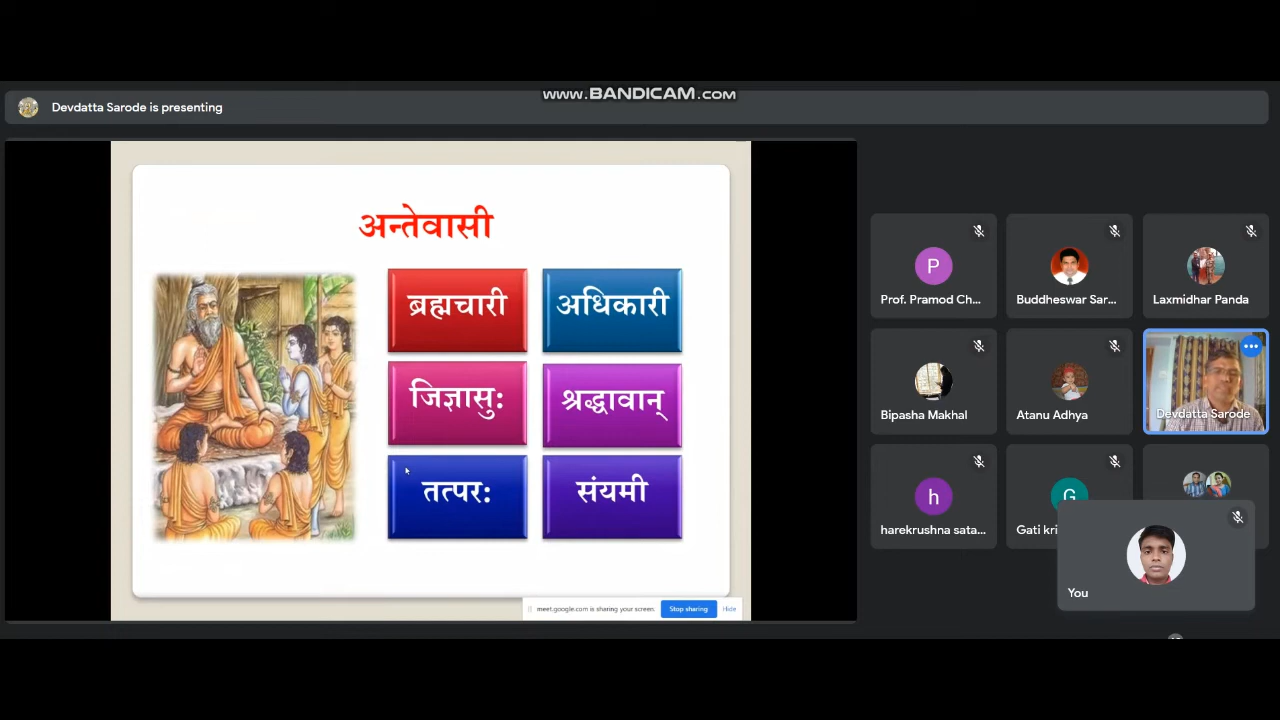 www.BANDICAM.com
Devdatta Sarode is presenting
अन्तेवासी
ब्रह्मचारी
अधिकारी
जिज्ञासुः
श्रद्धावान्
तत्परः
संयमी
meet.google.com is sharing your screen.
Stop sharing
Hide
P
Prof. Pramod Ch...
Buddheswar Sar...
Laxmidhar Panda
Bipasha Makhal
Atanu Adhya
Devdatta Sarode
h
harekrushna sata...
G
Gati kri
You